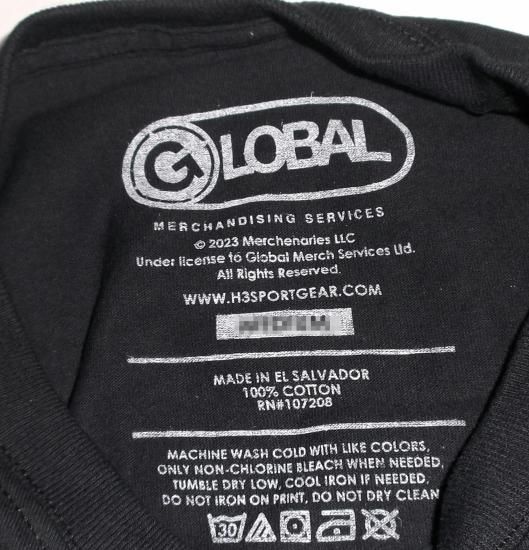 GLOBAL
MERCHANDISING SERVICES
© 2023 Merchenaries LLC
Under license to Global Merch Services Ltd.
All Rights Reserved.
WWW.H3SPORTGEAR.COM
MADE IN EL SALVADOR
100% COTTON
RN#107208
MACHINE WASH COLD WITH LIKE COLORS,
ONLY NON-CHLORINE BLEACH WHEN NEEDED,
TUMBLE DRY LOW, COOL IRON IF NEEDED,
DO NOT IRON ON PRINT, DO NOT DRY CLEAN
30